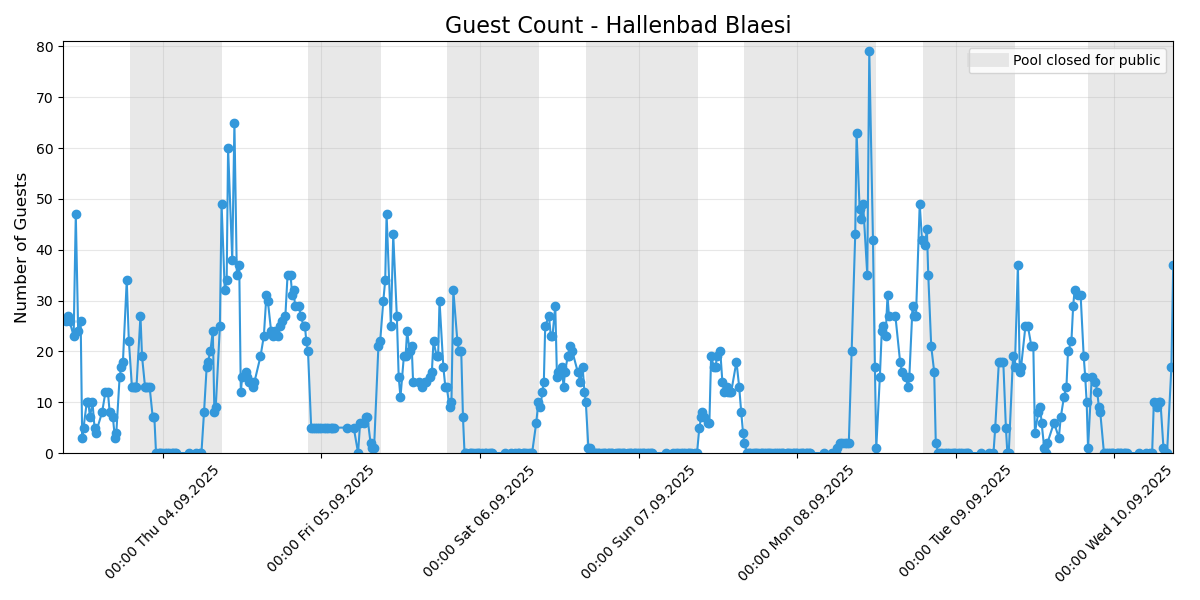 Guest Count - Hallenbad Blaesi
Pool closed for public
Number of Guests
80
70
60
50
40
30
20
10
0
00:00 Thu 04.09.2025
00:00 Fri 05.09.2025
00:00 Sat 06.09.2025
00:00 Sun 07.09.2025
00:00 Mon 08.09.2025
00:00 Tue 09.09.2025
00:00 Wed 10.09.2025